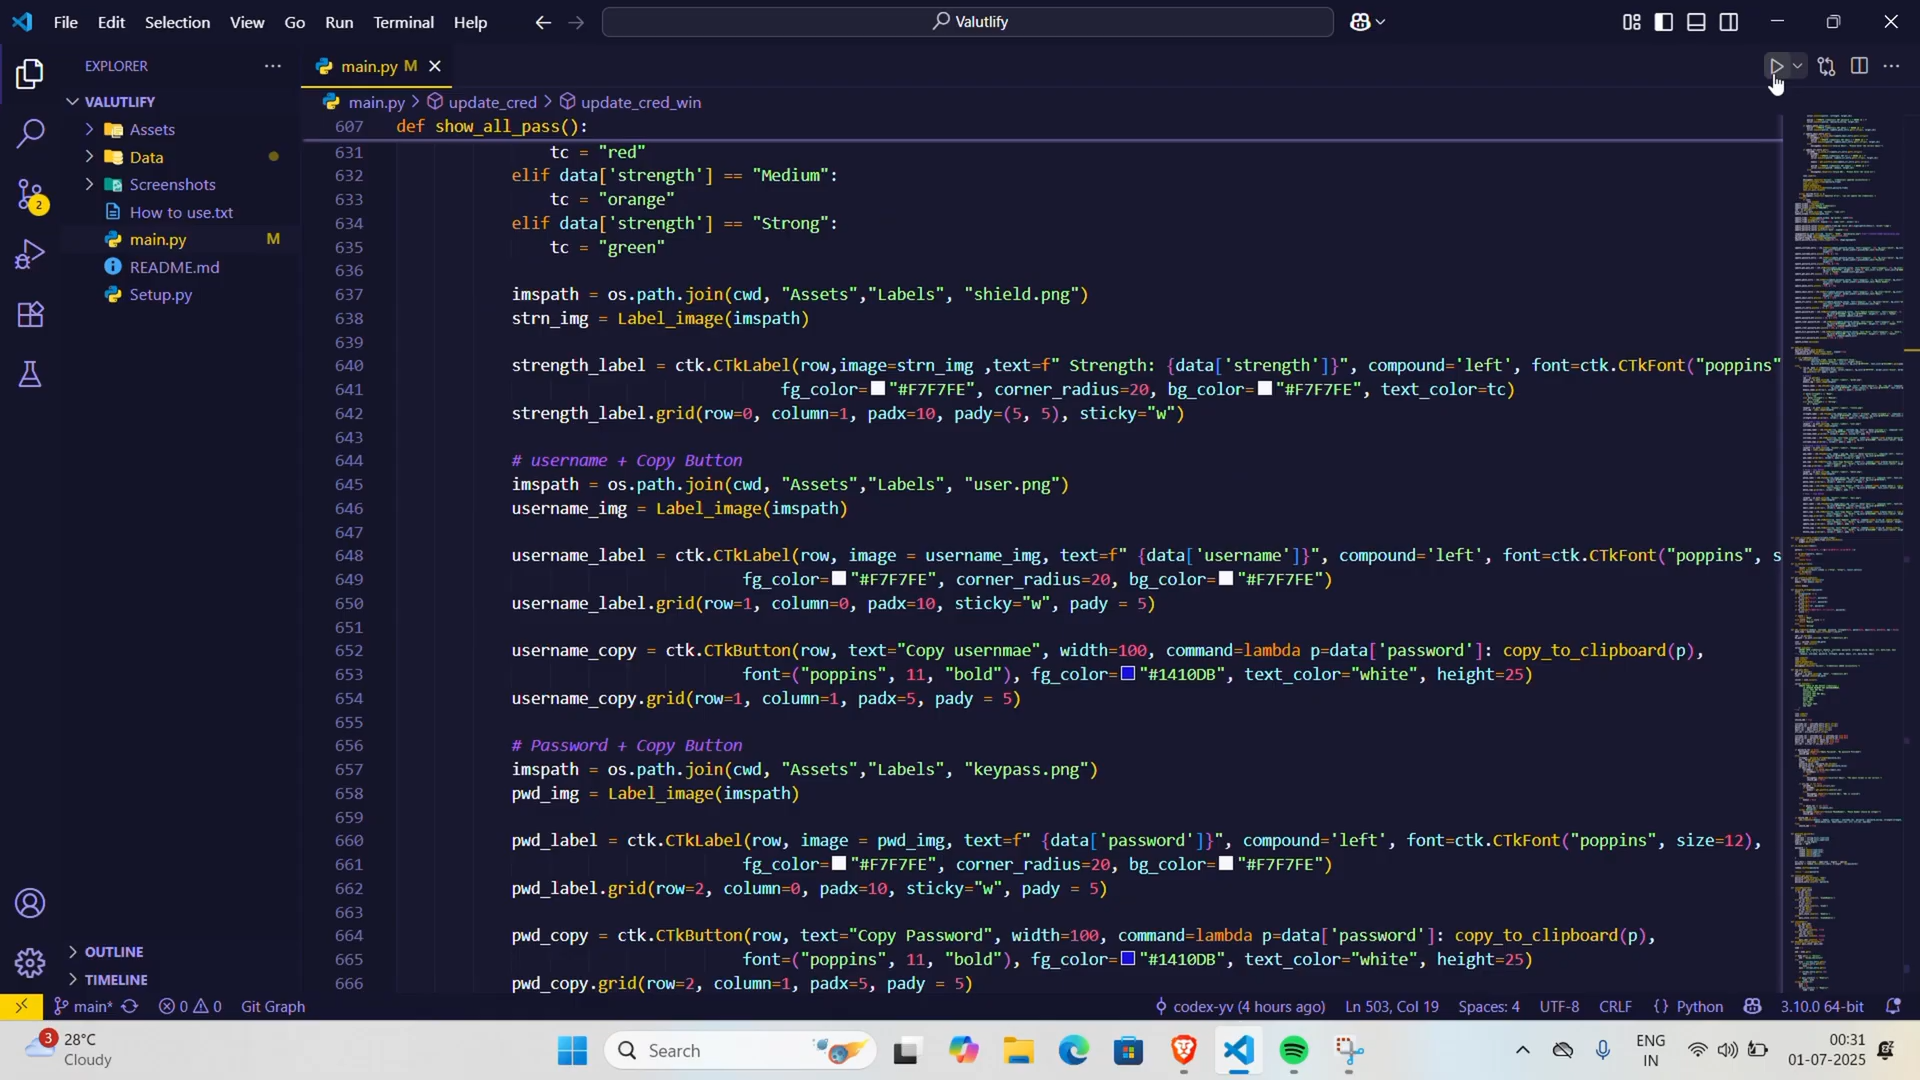 File Edit Selection View Go Run Terminal Help
Valutlify
EXPLORER
main.py M
VALUTLIFY
Assets
Data
Screenshots
How to use.txt
main.py M
README.md
Setup.py
OUTLINE
TIMELINE
2
main.py > update_cred > update_cred_win
607 def show_all_pass():
631 tc = "red"
632 elif data['strength'] == "Medium":
633 tc = "orange"
634 elif data['strength'] == "Strong":
635 tc = "green"
636
637 imspath = os.path.join(cwd, "Assets","Labels", "shield.png")
638 strn_img = Label_image(imspath)
639
640 strength_label = ctk.CTkLabel(row,image=strn_img ,text=f" Strength: {data['strength']}", compound='left', font=ctk.CTkFont("poppins"
641 fg_color="#F7F7FE", corner_radius=20, bg_color="#F7F7FE", text_color=tc)
642 strength_label.grid(row=0, column=1, padx=10, pady=(5, 5), sticky="w")
643
644 # username + Copy Button
645 imspath = os.path.join(cwd, "Assets","Labels", "user.png")
646 username_img = Label_image(imspath)
647
648 username_label = ctk.CTkLabel(row, image = username_img, text=f" {data['username']}", compound='left', font=ctk.CTkFont("poppins", s
649 fg_color="#F7F7FE", corner_radius=20, bg_color="#F7F7FE")
650 username_label.grid(row=1, column=0, padx=10, sticky="w", pady = 5)
651
652 username_copy = ctk.CTkButton(row, text="Copy usernmae", width=100, command=lambda p=data['password']: copy_to_clipboard(p),
653 font=("poppins", 11, "bold"), fg_color="#1410DB", text_color="white", height=25)
654 username_copy.grid(row=1, column=1, padx=5, pady = 5)
655
656 # Password + Copy Button
657 imspath = os.path.join(cwd, "Assets","Labels", "keypass.png")
658 pwd_img = Label_image(imspath)
659
660 pwd_label = ctk.CTkLabel(row, image = pwd_img, text=f" {data['password']}", compound='left', font=ctk.CTkFont("poppins", size=12),
661 fg_color="#F7F7FE", corner_radius=20, bg_color="#F7F7FE")
662 pwd_label.grid(row=2, column=0, padx=10, sticky="w", pady = 5)
663
664 pwd_copy = ctk.CTkButton(row, text="Copy Password", width=100, command=lambda p=data['password']: copy_to_clipboard(p),
665 font=("poppins", 11, "bold"), fg_color="#1410DB", text_color="white", height=25)
666 pwd_copy.grid(row=2, column=1, padx=5, pady = 5)
main* 0 0 Git Graph codex-yv (4 hours ago) Ln 503, Col 19 Spaces: 4 UTF-8 CRLF {} Python 3.10.0 64-bit
3 28°C
Cloudy
Search
ENG
IN
00:31
01-07-2025